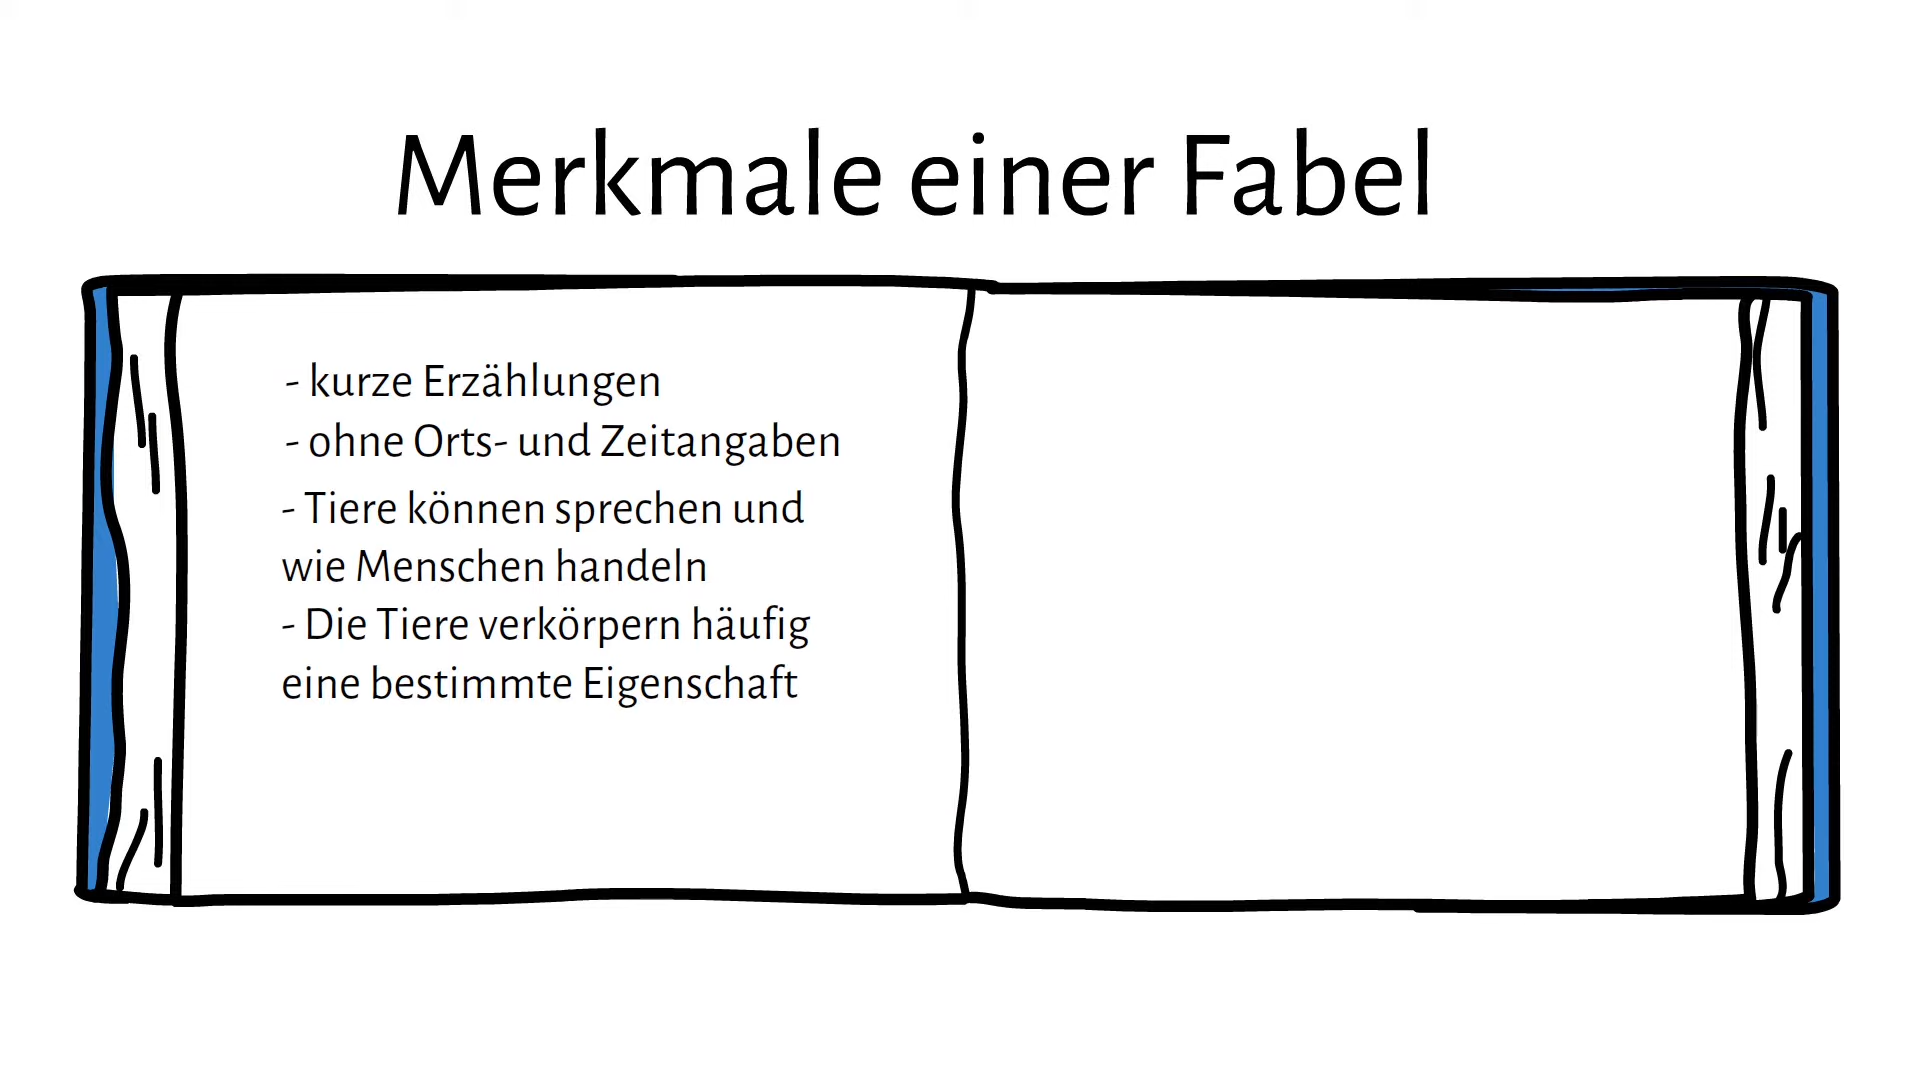 Merkmale einer Fabel
- kurze Erzählungen
- ohne Orts- und Zeitangaben
- Tiere können sprechen und
wie Menschen handeln
- Die Tiere verkörpern häufig
eine bestimmte Eigenschaft